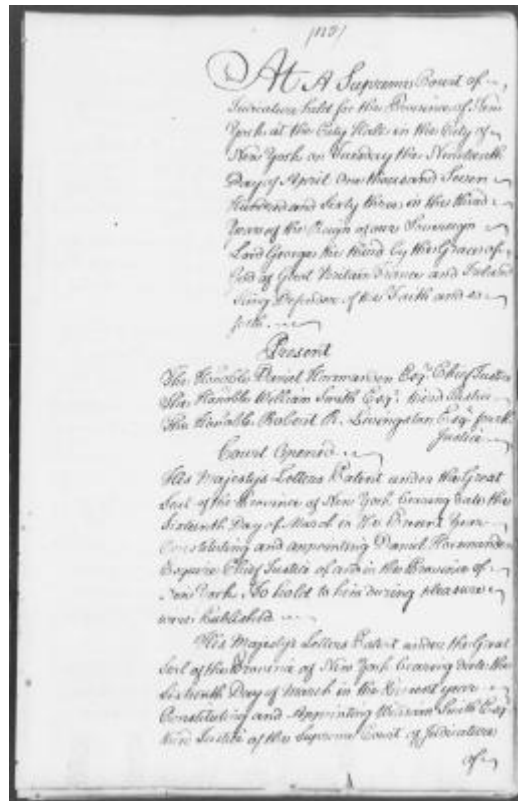 At A Supreme Court of
Judicature held for the Province of New
York at the City Hall in the City of
New York on Tuesday the Nineteenth
Day of April One thousand Seven
Hundred and Sixty three in the third
Year of the Reign of our Sovereign
Lord George the third by the Grace of
God of Great Britain France and Ireland
King Defender of the Faith and so
forth.
Present
The Honoble Daniel Horsmanden Esqr. Chief Justice
The Honoble William Smith Esqr. third Justice
The Honoble Robert R. Livingston Esqr. fourth
Justice
Court Opened
His Majestys Letters Patent under the Great
Seal of the Province of New York bearing date the
Sixteenth Day of March in the Present Year
Constituting and appointing Daniel Horsmanden
Esquire Chief Justice of and in the Province of
New York To hold to him during pleasure
were Published
His Majestys Letters Patent under the Great
Seal of the Province of New York bearing date the
Sixteenth Day of March in the Present year
Constituting and Appointing William Smith Esqr
third Justice of the Supreme Court of Judicature
of